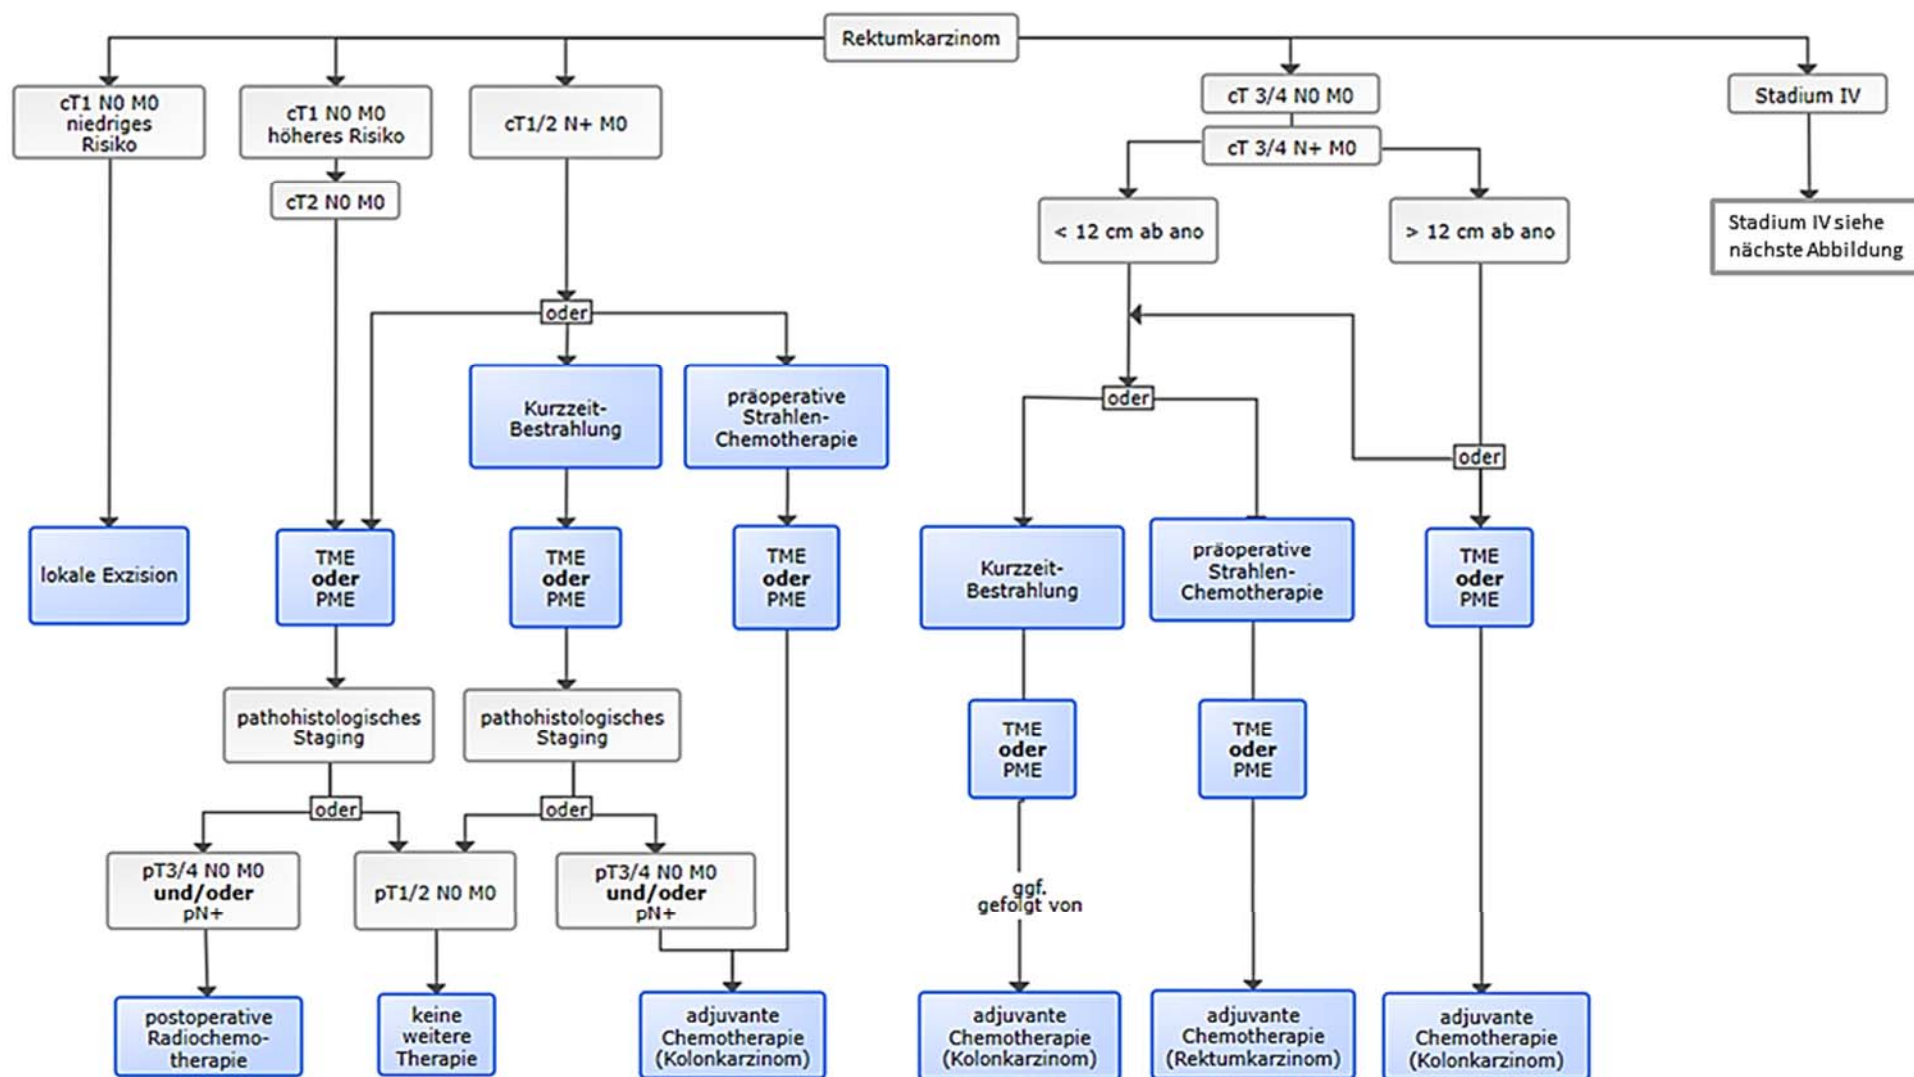 Rektumkarzinom
cT1 N0 M0
niedriges
Risiko
cT1 N0 M0
höheres Risiko
cT1/2 N+ M0
cT 3/4 N0 M0
Stadium IV
cT 3/4 N+ M0
cT2 N0 M0
< 12 cm ab ano
> 12 cm ab ano
Stadium IV siehe
nächste Abbildung
oder
Kurzzeit-
Bestrahlung
präoperative
Strahlen-
Chemotherapie
oder
oder
lokale Exzision
TME
oder
PME
TME
oder
PME
TME
oder
PME
Kurzzeit-
Bestrahlung
präoperative
Strahlen-
Chemotherapie
TME
oder
PME
pathohistologisches
Staging
pathohistologisches
Staging
TME
oder
PME
TME
oder
PME
oder
oder
pT3/4 N0 M0
und/oder
pN+
pT1/2 N0 M0
pT3/4 N0 M0
und/oder
pN+
ggf.
gefolgt von
postoperative
Radiochemo-
therapie
keine
weitere
Therapie
adjuvante
Chemotherapie
(Kolonkarzinom)
adjuvante
Chemotherapie
(Kolonkarzinom)
adjuvante
Chemotherapie
(Rektumkarzinom)
adjuvante
Chemotherapie
(Kolonkarzinom)